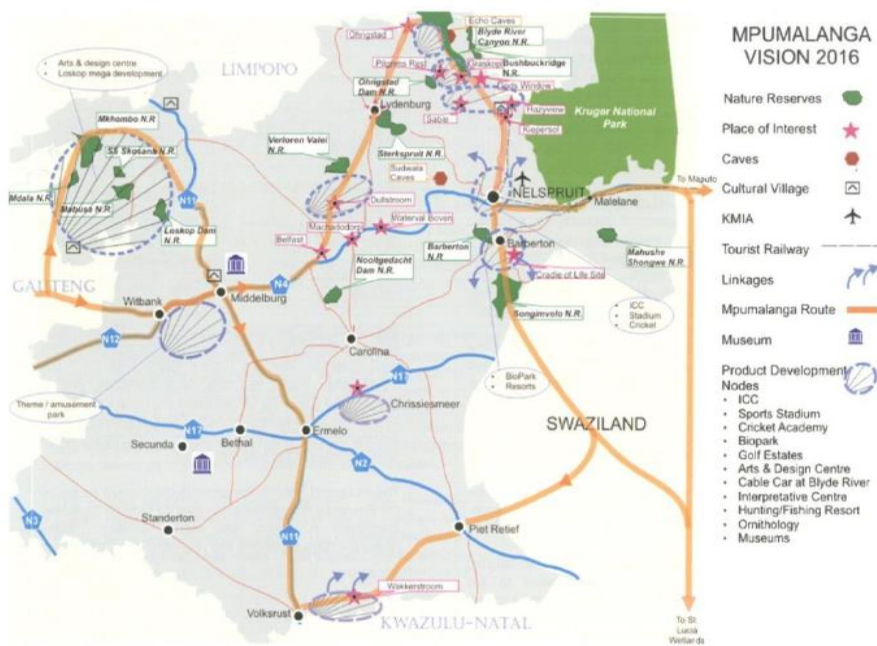 MPUMALANGA
VISION 2016
Nature Reserves
Place of Interest
Caves
Cultural Village
KMIA
Tourist Railway
Linkages
Mpumalanga Route
Museum
Product Development
Nodes
• ICC
• Sports Stadium
• Cricket Academy
• Biopark
• Golf Estates
• Arts & Design Centre
• Cable Car at Blyde River
• Interpretative Centre
• Hunting/Fishing Resort
• Ornithology
• Museums
• Arts & design centre
• Loskop mega development
LIMPOPO
Ohrigstad
Echo Caves
Blyde River
Canyon N.R.
Pilgrims Rest
Graskop
Bushbuckridge
N.R.
Gods Window
Ohrigstad
Dam N.R.
Lydenburg
Sabie
Hazyview
Kiepersol
Kruger National
Park
Mkhombo N.R
SS Skosana N.R.
Mdala N.R
Mabusa N.R
Loskop Dam
N.R.
N11
Verloren Valei
N.R.
Sterkspruit N.R.
Sudwala
Caves
NELSPRUIT
Malelane
To Maputo
Dullstroom
Machadodorp
Waterval Boven
Belfast
Nooitgedacht
Dam N.R.
Barberton
N.R
Barberton
Cradle of Life Site
Mahushe
Shongwe N.R.
Songimvelo N.R.
• ICC
• Stadium
• Cricket
GAUTENG
Witbank
Middelburg
N4
N12
Carolina
N17
Chrissiesmeer
• BioPark
• Resorts
Theme / amusement
park
N17
Secunda
Bethal
Ermelo
SWAZILAND
N2
N3
Standerton
N11
Piet Retief
Volksrust
Wakkerstroom
KWAZULU-NATAL
To St
Lucia
Wetlands